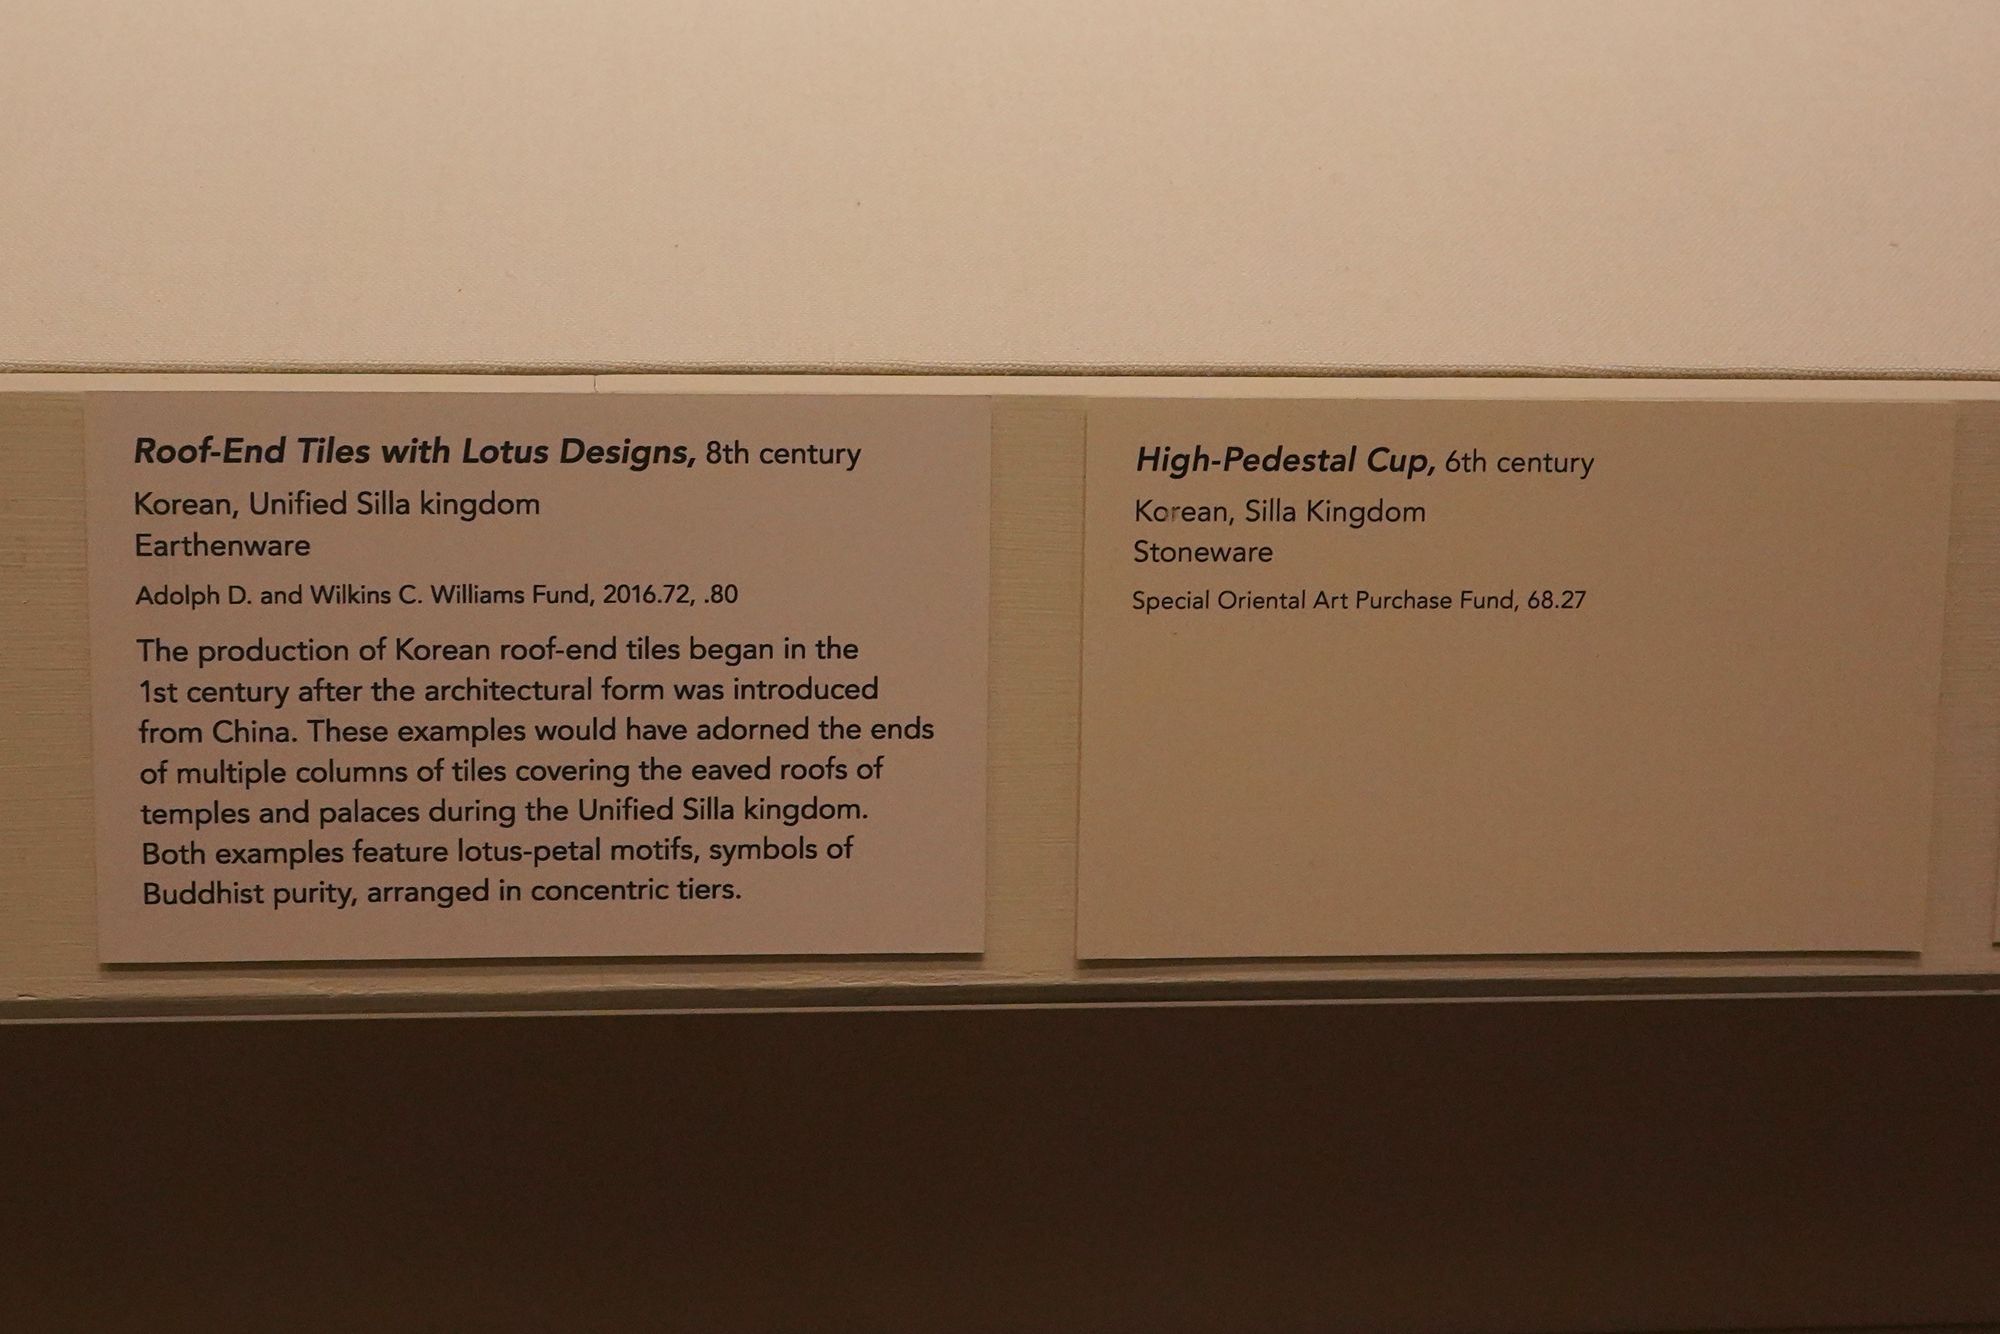 Roof-End Tiles with Lotus Designs, 8th century
Korean, Unified Silla kingdom
Earthenware
Adolph D. and Wilkins C. Williams Fund, 2016.72, .80
The production of Korean roof-end tiles began in the
1st century after the architectural form was introduced
from China. These examples would have adorned the ends
of multiple columns of tiles covering the eaved roofs of
temples and palaces during the Unified Silla kingdom.
Both examples feature lotus-petal motifs, symbols of
Buddhist purity, arranged in concentric tiers.
High-Pedestal Cup, 6th century
Korean, Silla Kingdom
Stoneware
Special Oriental Art Purchase Fund, 68.27